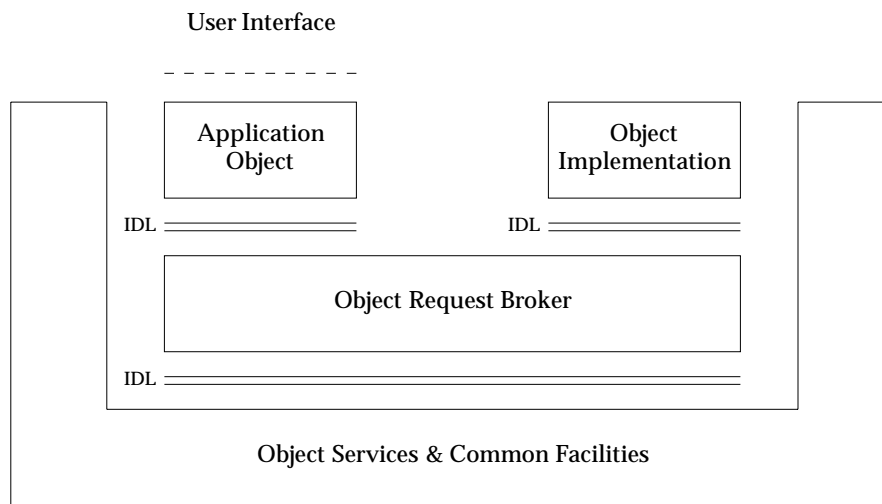 User Interface
Application
Object
Object
Implementation
IDL
IDL
Object Request Broker
IDL
Object Services & Common Facilities